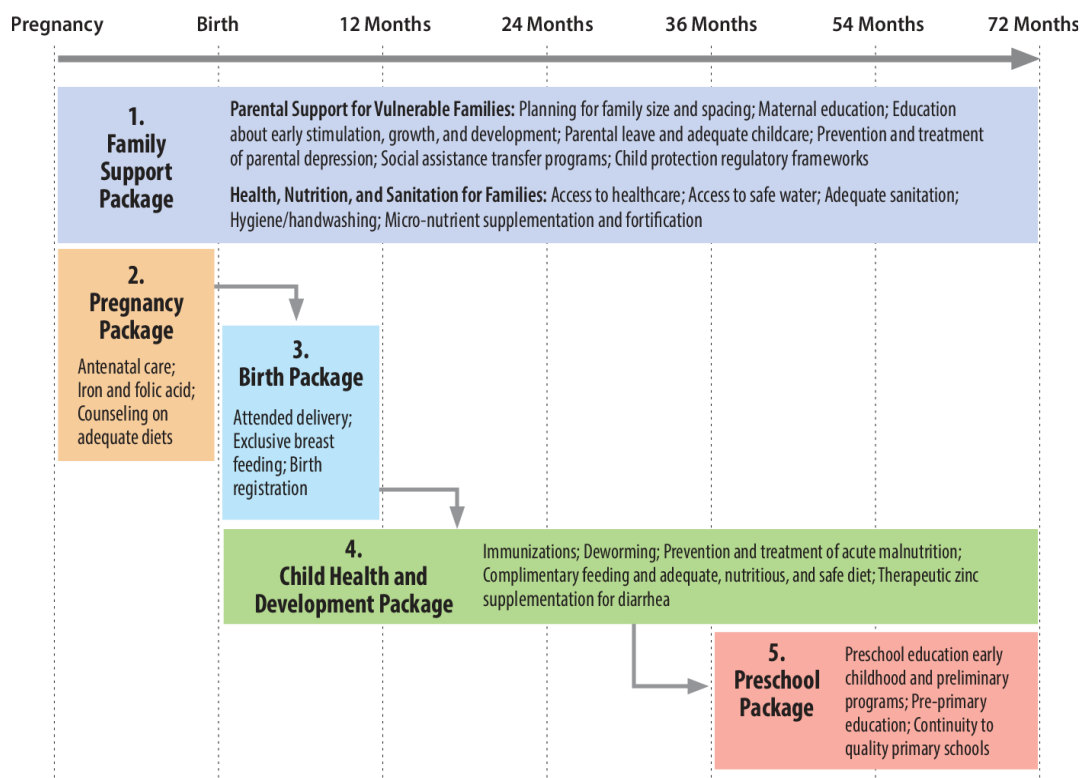 Pregnancy Birth 12 Months 24 Months 36 Months 54 Months 72 Months
1.
Family
Support
Package
Parental Support for Vulnerable Families: Planning for family size and spacing; Maternal education; Education
about early stimulation, growth, and development; Parental leave and adequate childcare; Prevention and treatment
of parental depression; Social assistance transfer programs; Child protection regulatory frameworks
Health, Nutrition, and Sanitation for Families: Access to healthcare; Access to safe water; Adequate sanitation;
Hygiene/handwashing; Micro-nutrient supplementation and fortification
2.
Pregnancy
Package
Antenatal care;
Iron and folic acid;
Counseling on
adequate diets
3.
Birth Package
Attended delivery;
Exclusive breast
feeding; Birth
registration
4.
Child Health and
Development Package
Immunizations; Deworming; Prevention and treatment of acute malnutrition;
Complimentary feeding and adequate, nutritious, and safe diet; Therapeutic zinc
supplementation for diarrhea
5.
Preschool
Package
Preschool education early
childhood and preliminary
programs; Pre-primary
education; Continuity to
quality primary schools